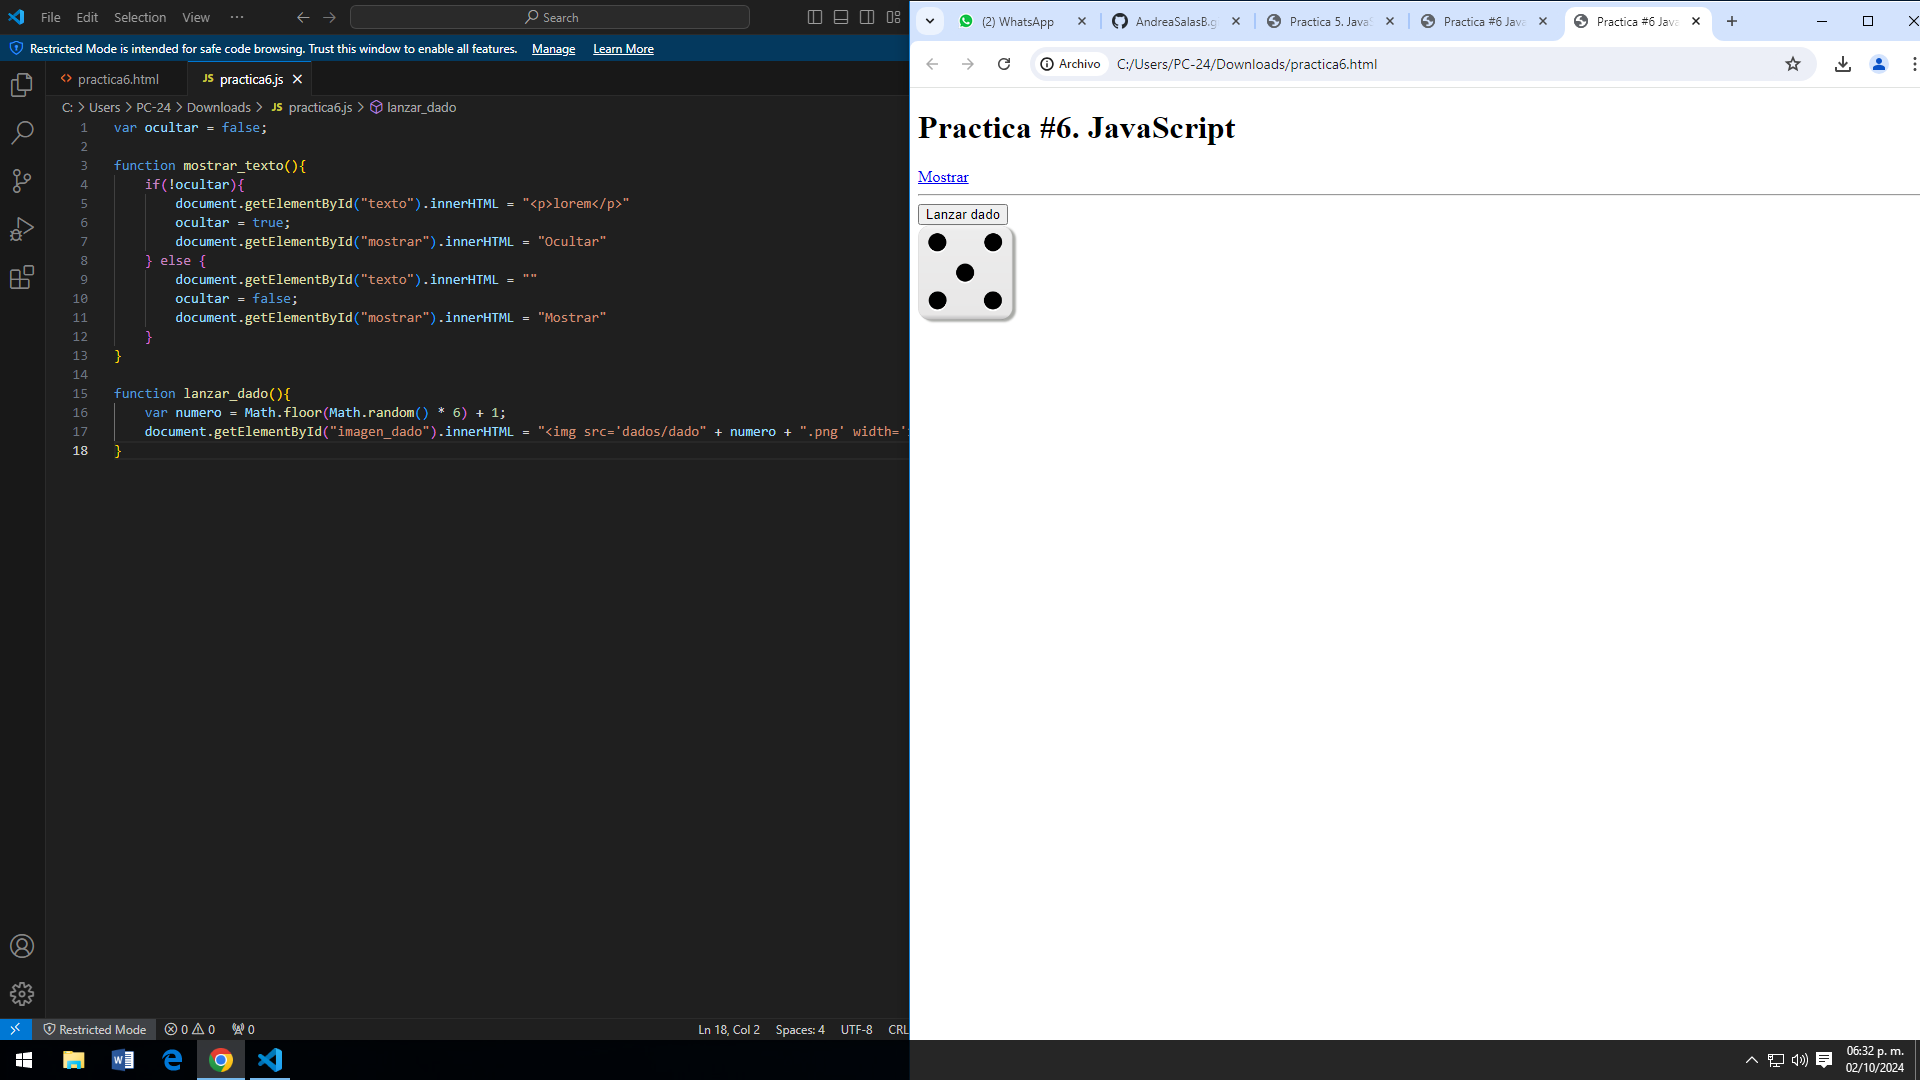 File Edit Selection View ··· Search
Restricted Mode is intended for safe code browsing. Trust this window to enable all features. Manage Learn More
practica6.html JS practica6.js
C: > Users > PC-24 > Downloads > JS practica6.js > lanzar_dado
1 var ocultar = false;
2
3 function mostrar_texto(){
4 if(!ocultar){
5 document.getElementById("texto").innerHTML = "<p>lorem</p>"
6 ocultar = true;
7 document.getElementById("mostrar").innerHTML = "Ocultar"
8 } else {
9 document.getElementById("texto").innerHTML = ""
10 ocultar = false;
11 document.getElementById("mostrar").innerHTML = "Mostrar"
12 }
13 }
14
15 function lanzar_dado(){
16 var numero = Math.floor(Math.random() * 6) + 1;
17 document.getElementById("imagen_dado").innerHTML = "<img src='dados/dado" + numero + ".png' width='
18 }
Restricted Mode 0 0 0 Ln 18, Col 2 Spaces: 4 UTF-8 CRL
(2) WhatsApp AndreaSalasB.g Practica 5. Java Practica #6 Java Practica #6 Java
Archivo C:/Users/PC-24/Downloads/practica6.html
Practica #6. JavaScript
Mostrar
Lanzar dado
06:32 p. m.
02/10/2024